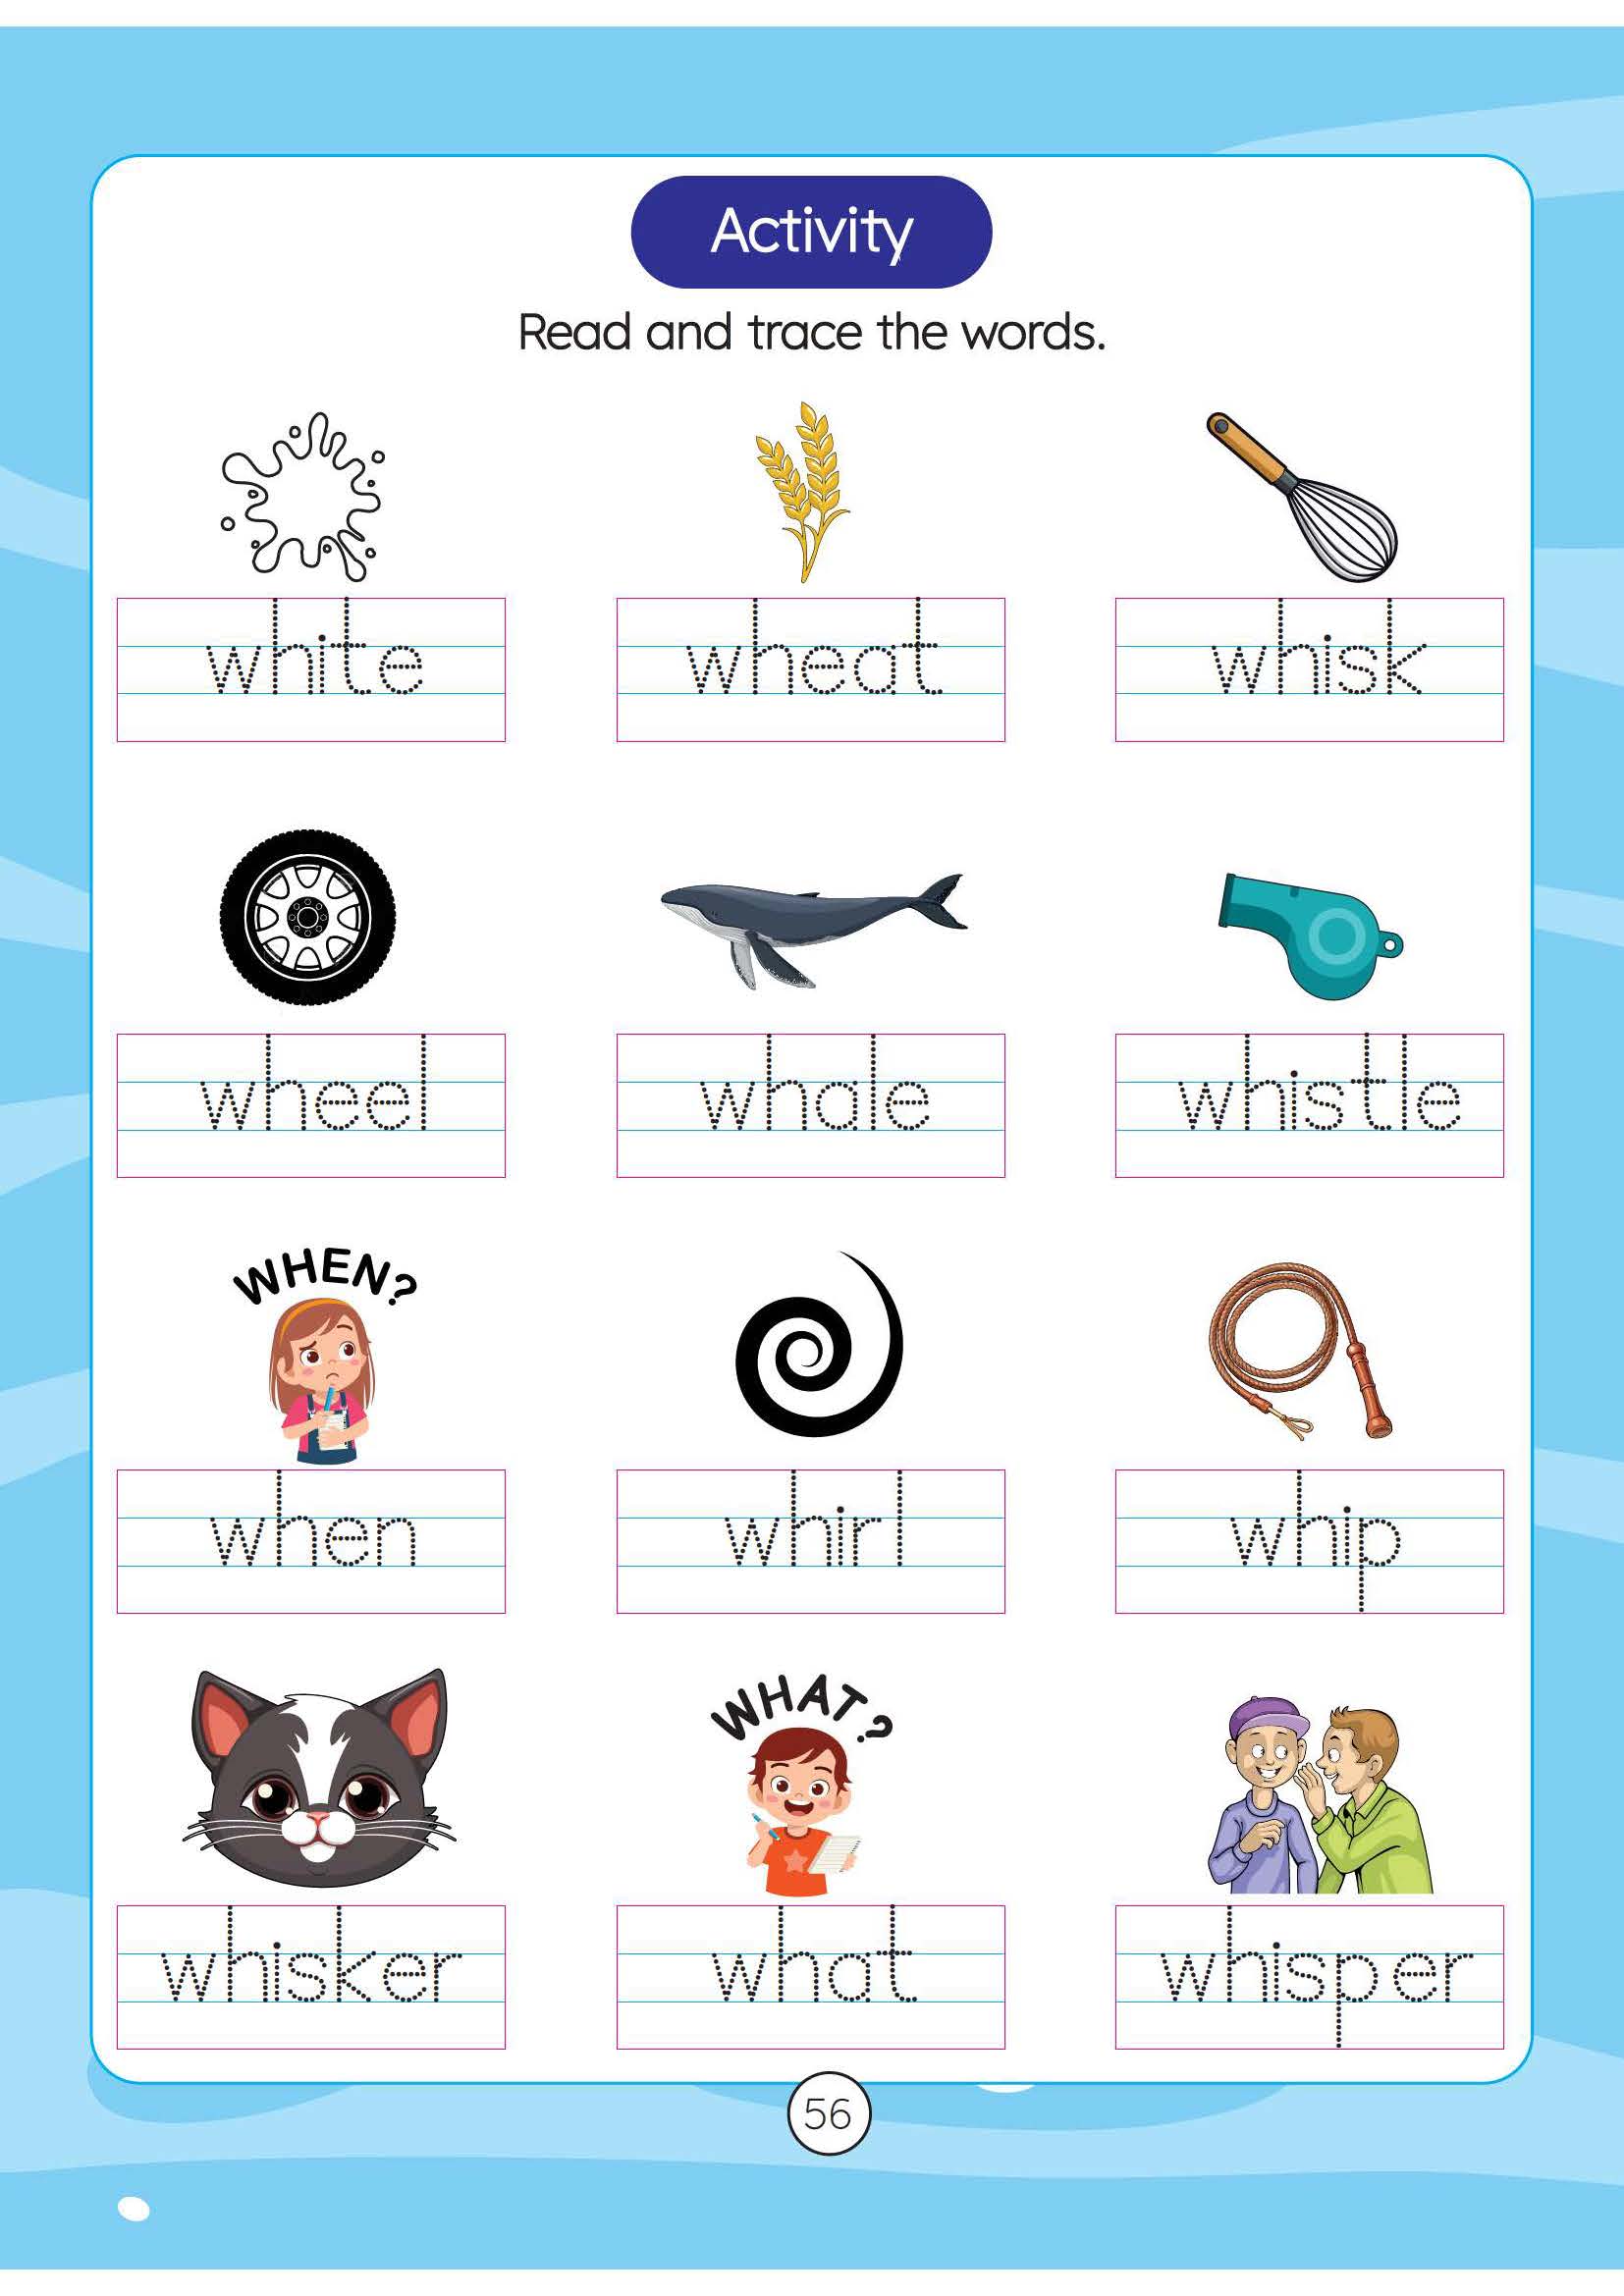 Activity
Read and trace the words.
white wheat whisk
wheel whale whistle
WHEN?
when whirl whip
WHAT?
whisker what whisper
56